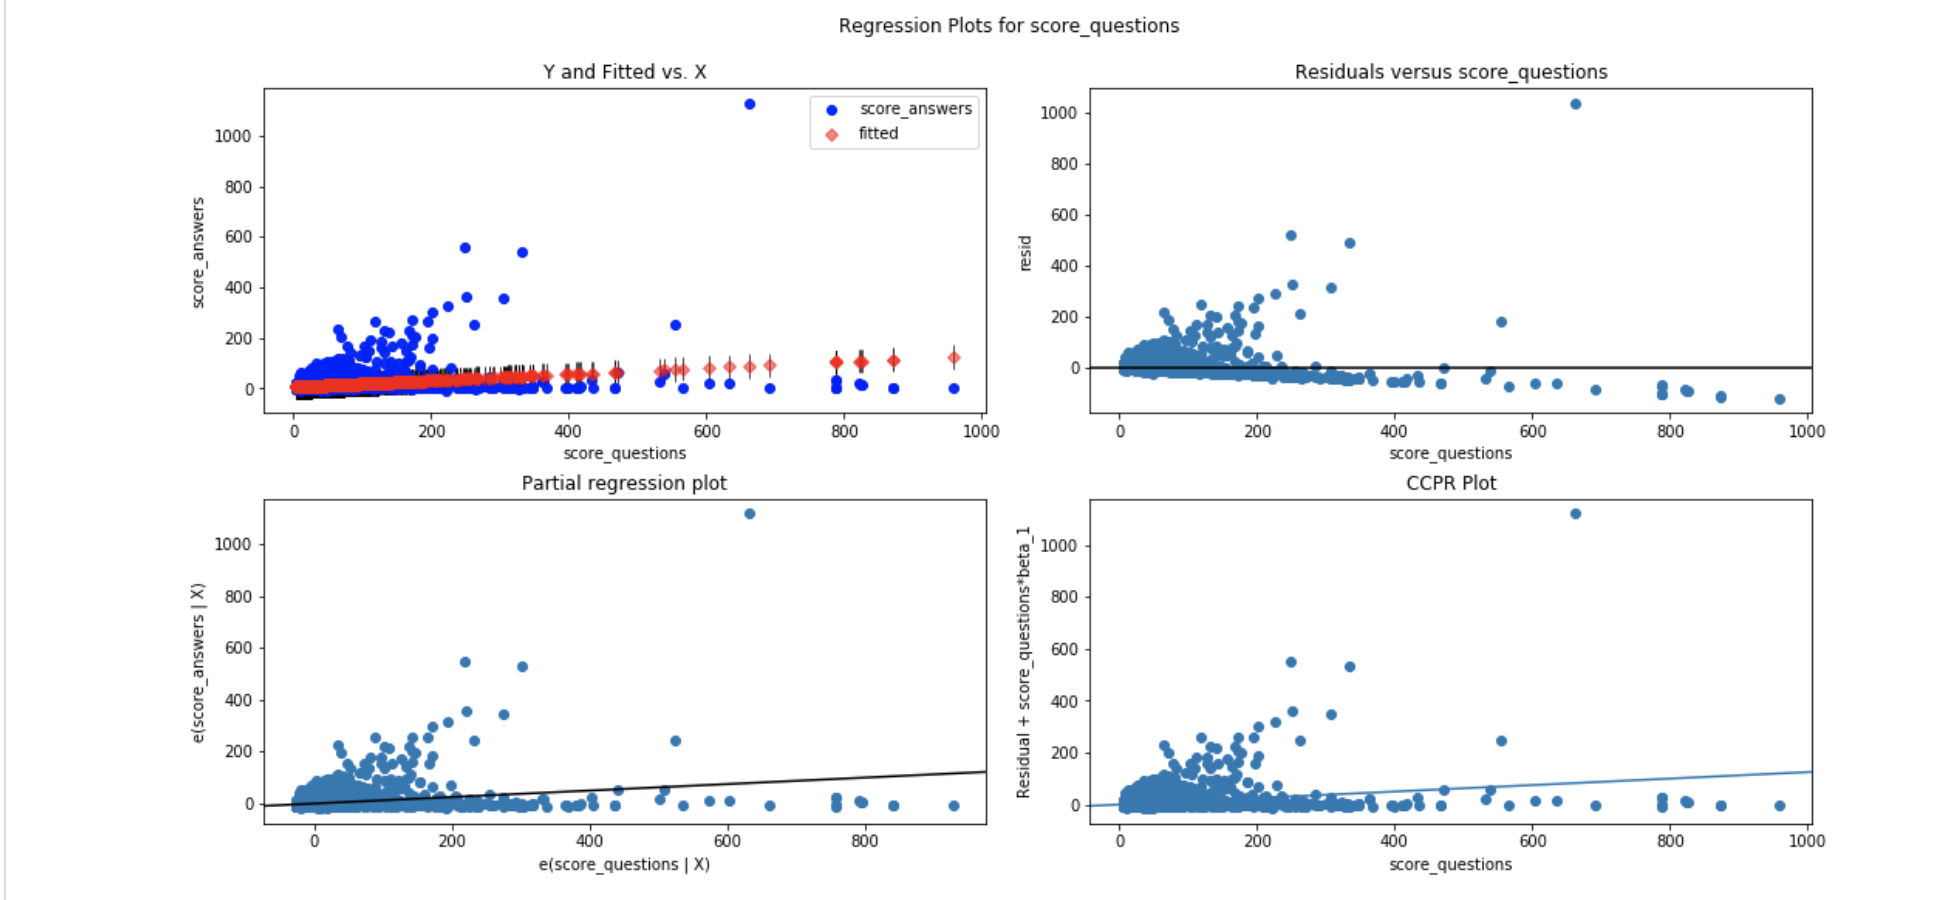 Regression Plots for score_questions
Y and Fitted vs. X
score_answers
fitted
1000
800
600
400
200
0
score_answers
0 200 400 600 800 1000
score_questions
Residuals versus score_questions
1000
800
600
400
200
0
resid
0 200 400 600 800 1000
score_questions
Partial regression plot
1000
800
600
400
200
0
e(score_answers | X)
0 200 400 600 800
e(score_questions | X)
CCPR Plot
1000
800
600
400
200
0
Residual + score_questions*beta_1
0 200 400 600 800 1000
score_questions